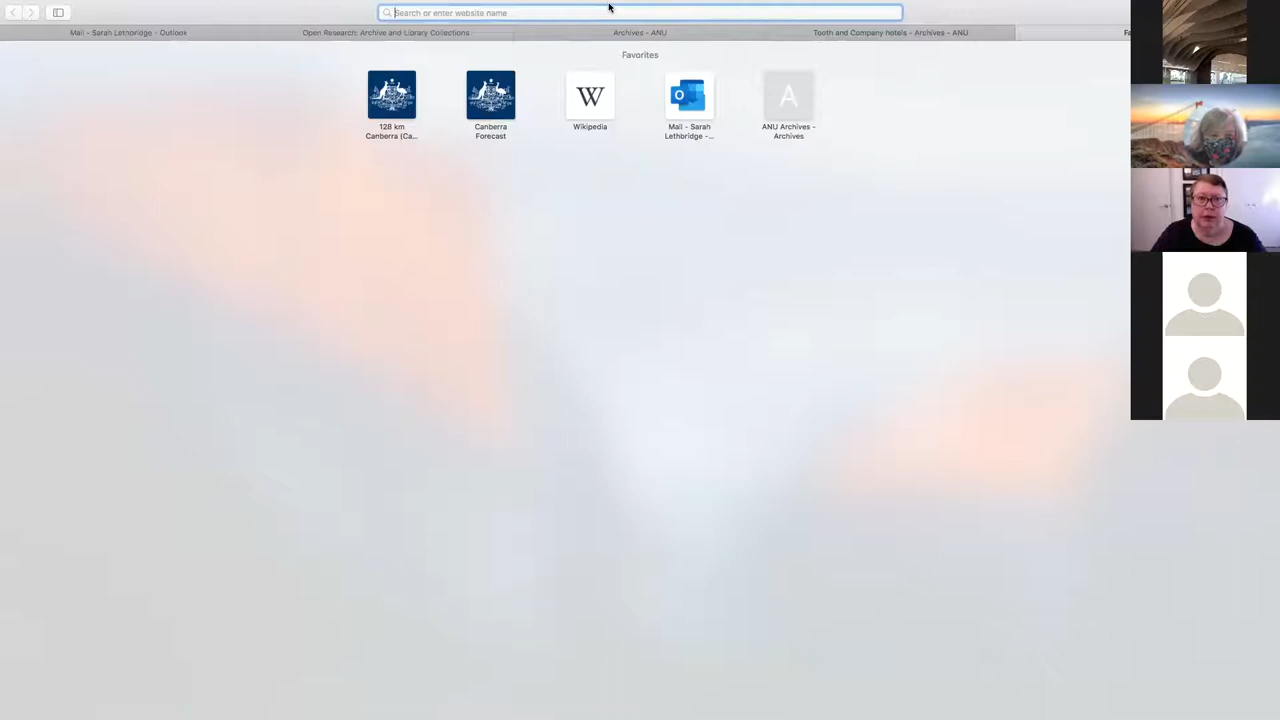 Search or enter website name
Mail - Sarah Lethbridge - Outlook
Open Research: Archive and Library Collections
Archives - ANU
Tooth and Company hotels - Archives - ANU
Fa
Favorites
128 km
Canberra (Ca...
Canberra
Forecast
W
Wikipedia
O
Mail - Sarah
Lethbridge -...
A
ANU Archives -
Archives